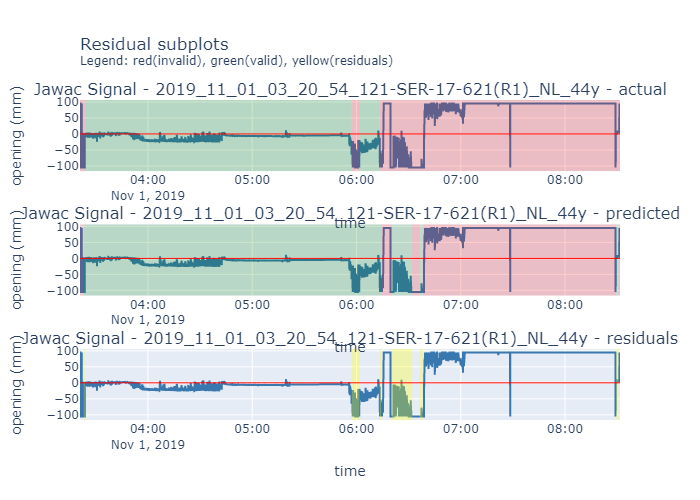 Residual subplots
Legend: red(invalid), green(valid), yellow(residuals)
Jawac Signal - 2019_11_01_03_20_54_121-SER-17-621(R1)_NL_44y - actual
opening (mm)
100
50
0
−50
−100
04:00
Nov 1, 2019
05:00
06:00
07:00
08:00
time
Jawac Signal - 2019_11_01_03_20_54_121-SER-17-621(R1)_NL_44y - predicted
opening (mm)
100
50
0
−50
−100
04:00
Nov 1, 2019
05:00
06:00
07:00
08:00
time
Jawac Signal - 2019_11_01_03_20_54_121-SER-17-621(R1)_NL_44y - residuals
opening (mm)
100
50
0
−50
−100
04:00
Nov 1, 2019
05:00
06:00
07:00
08:00
time